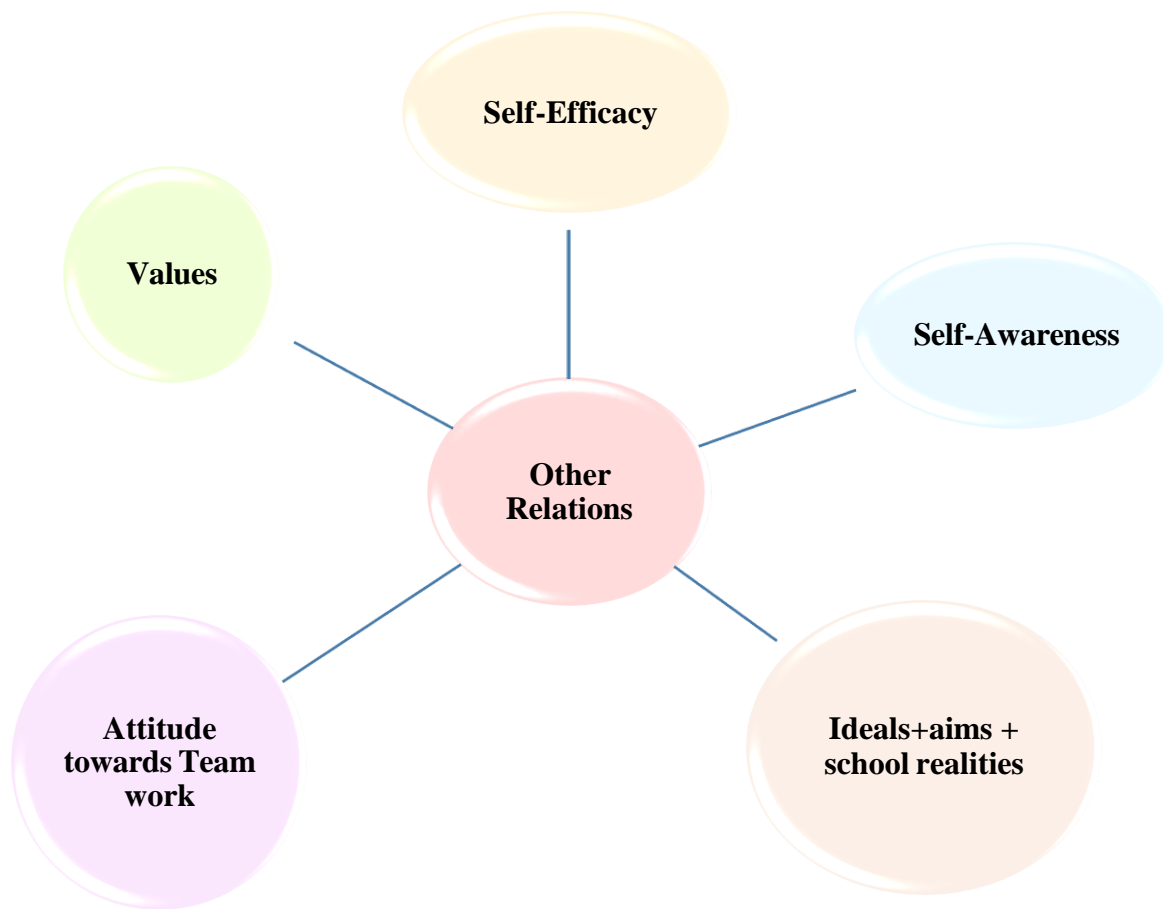 Self-Efficacy
Values
Self-Awareness
Other
Relations
Attitude
towards Team
work
Ideals+aims +
school realities